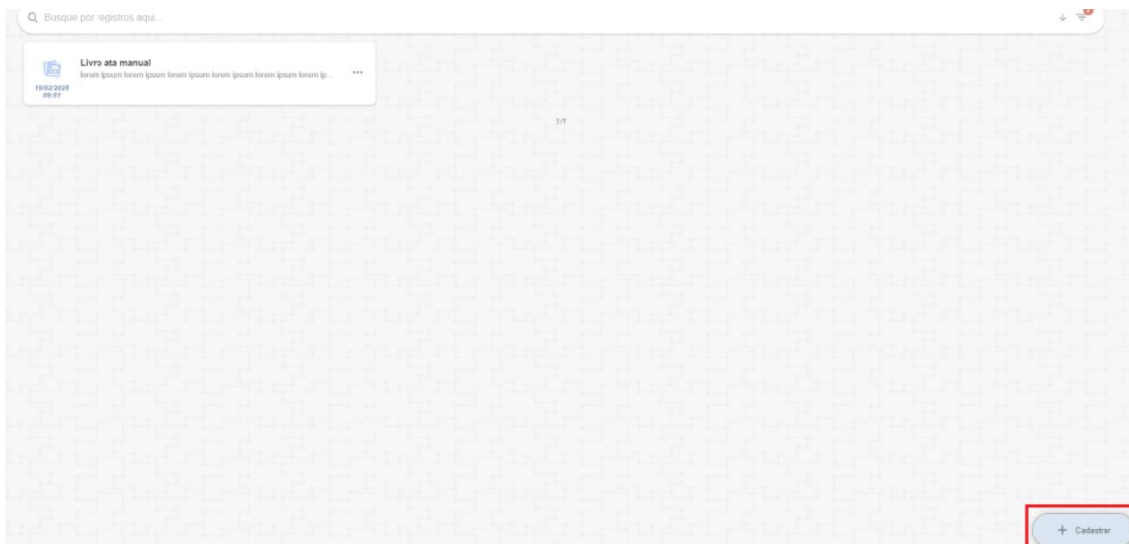 Busque por registros aqui...
Livro ata manual
lorem ipsum lorem ipsum lorem ipsum lorem ipsum lorem ipsum lorem ip...
19/02/2025
09:51
1/1
+ Cadastrar